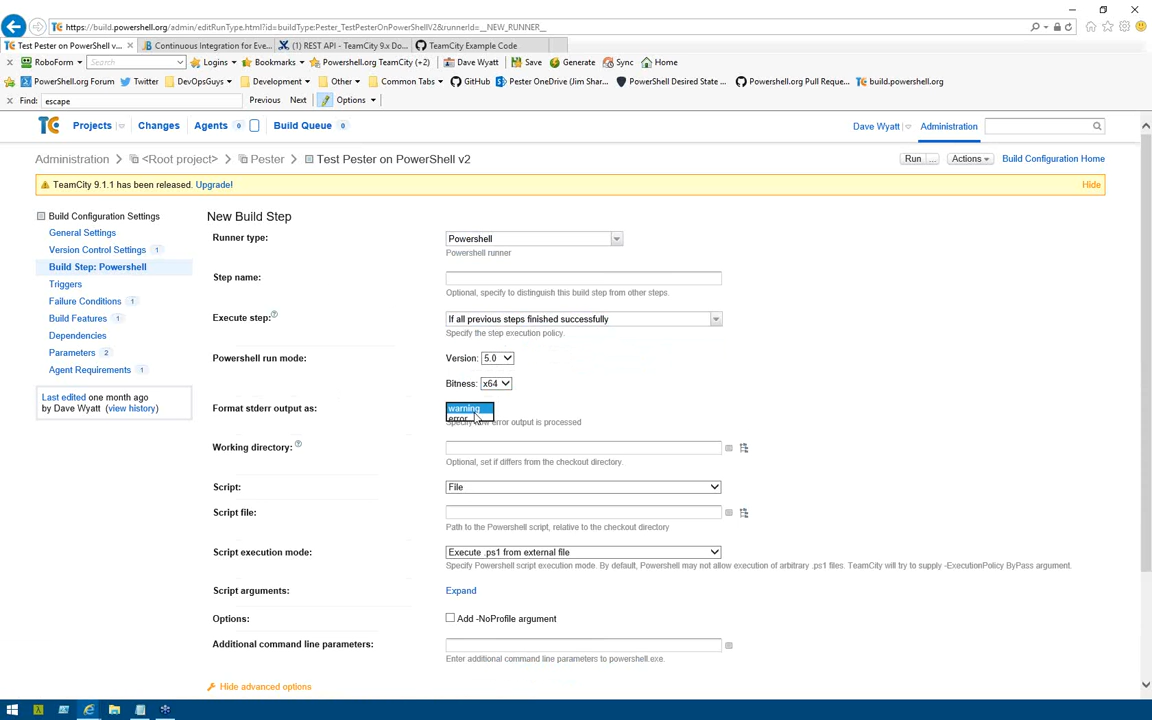 https://build.powershell.org/admin/editRunType.html?id=buildType:Pester_TestPesterOnPowerShellV2&runnerId=__NEW_RUNNER__
Test Pester on PowerShell v...
Continuous Integration for Eve...
(1) REST API - TeamCity 9.x Do...
TeamCity Example Code
RoboForm
Search
Logins
Bookmarks
Powershell.org TeamCity (+2)
Dave Wyatt
Save
Generate
Sync
Home
PowerShell.org Forum
Twitter
DevOpsGuys
Development
Other
Common Tabs
GitHub
Pester OneDrive (Jim Shar...
PowerShell Desired State ...
Powershell.org Pull Reque...
build.powershell.org
Find: escape
Previous
Next
Options
TC
Projects
Changes
Agents 0
Build Queue 0
Dave Wyatt
Administration
Administration
<Root project>
Pester
Test Pester on PowerShell v2
Run ...
Actions
Build Configuration Home
TeamCity 9.1.1 has been released. Upgrade!
Hide
Build Configuration Settings
General Settings
Version Control Settings 1
Build Step: Powershell
Triggers
Failure Conditions 1
Build Features 1
Dependencies
Parameters 2
Agent Requirements 1
Last edited one month ago
by Dave Wyatt (view history)
New Build Step
Runner type:
Powershell
Powershell runner
Step name:
Optional, specify to distinguish this build step from other steps.
Execute step:
If all previous steps finished successfully
Specify the step execution policy.
Powershell run mode:
Version: 5.0
Bitness: x64
Format stderr output as:
warning
error
error output is processed
Working directory:
Optional, set if differs from the checkout directory.
Script:
File
Script file:
Path to the Powershell script, relative to the checkout directory
Script execution mode:
Execute .ps1 from external file
Specify Powershell script execution mode. By default, Powershell may not allow execution of arbitrary .ps1 files. TeamCity will try to supply -ExecutionPolicy ByPass argument.
Script arguments:
Expand
Options:
Add -NoProfile argument
Additional command line parameters:
Enter additional command line parameters to powershell.exe.
Hide advanced options